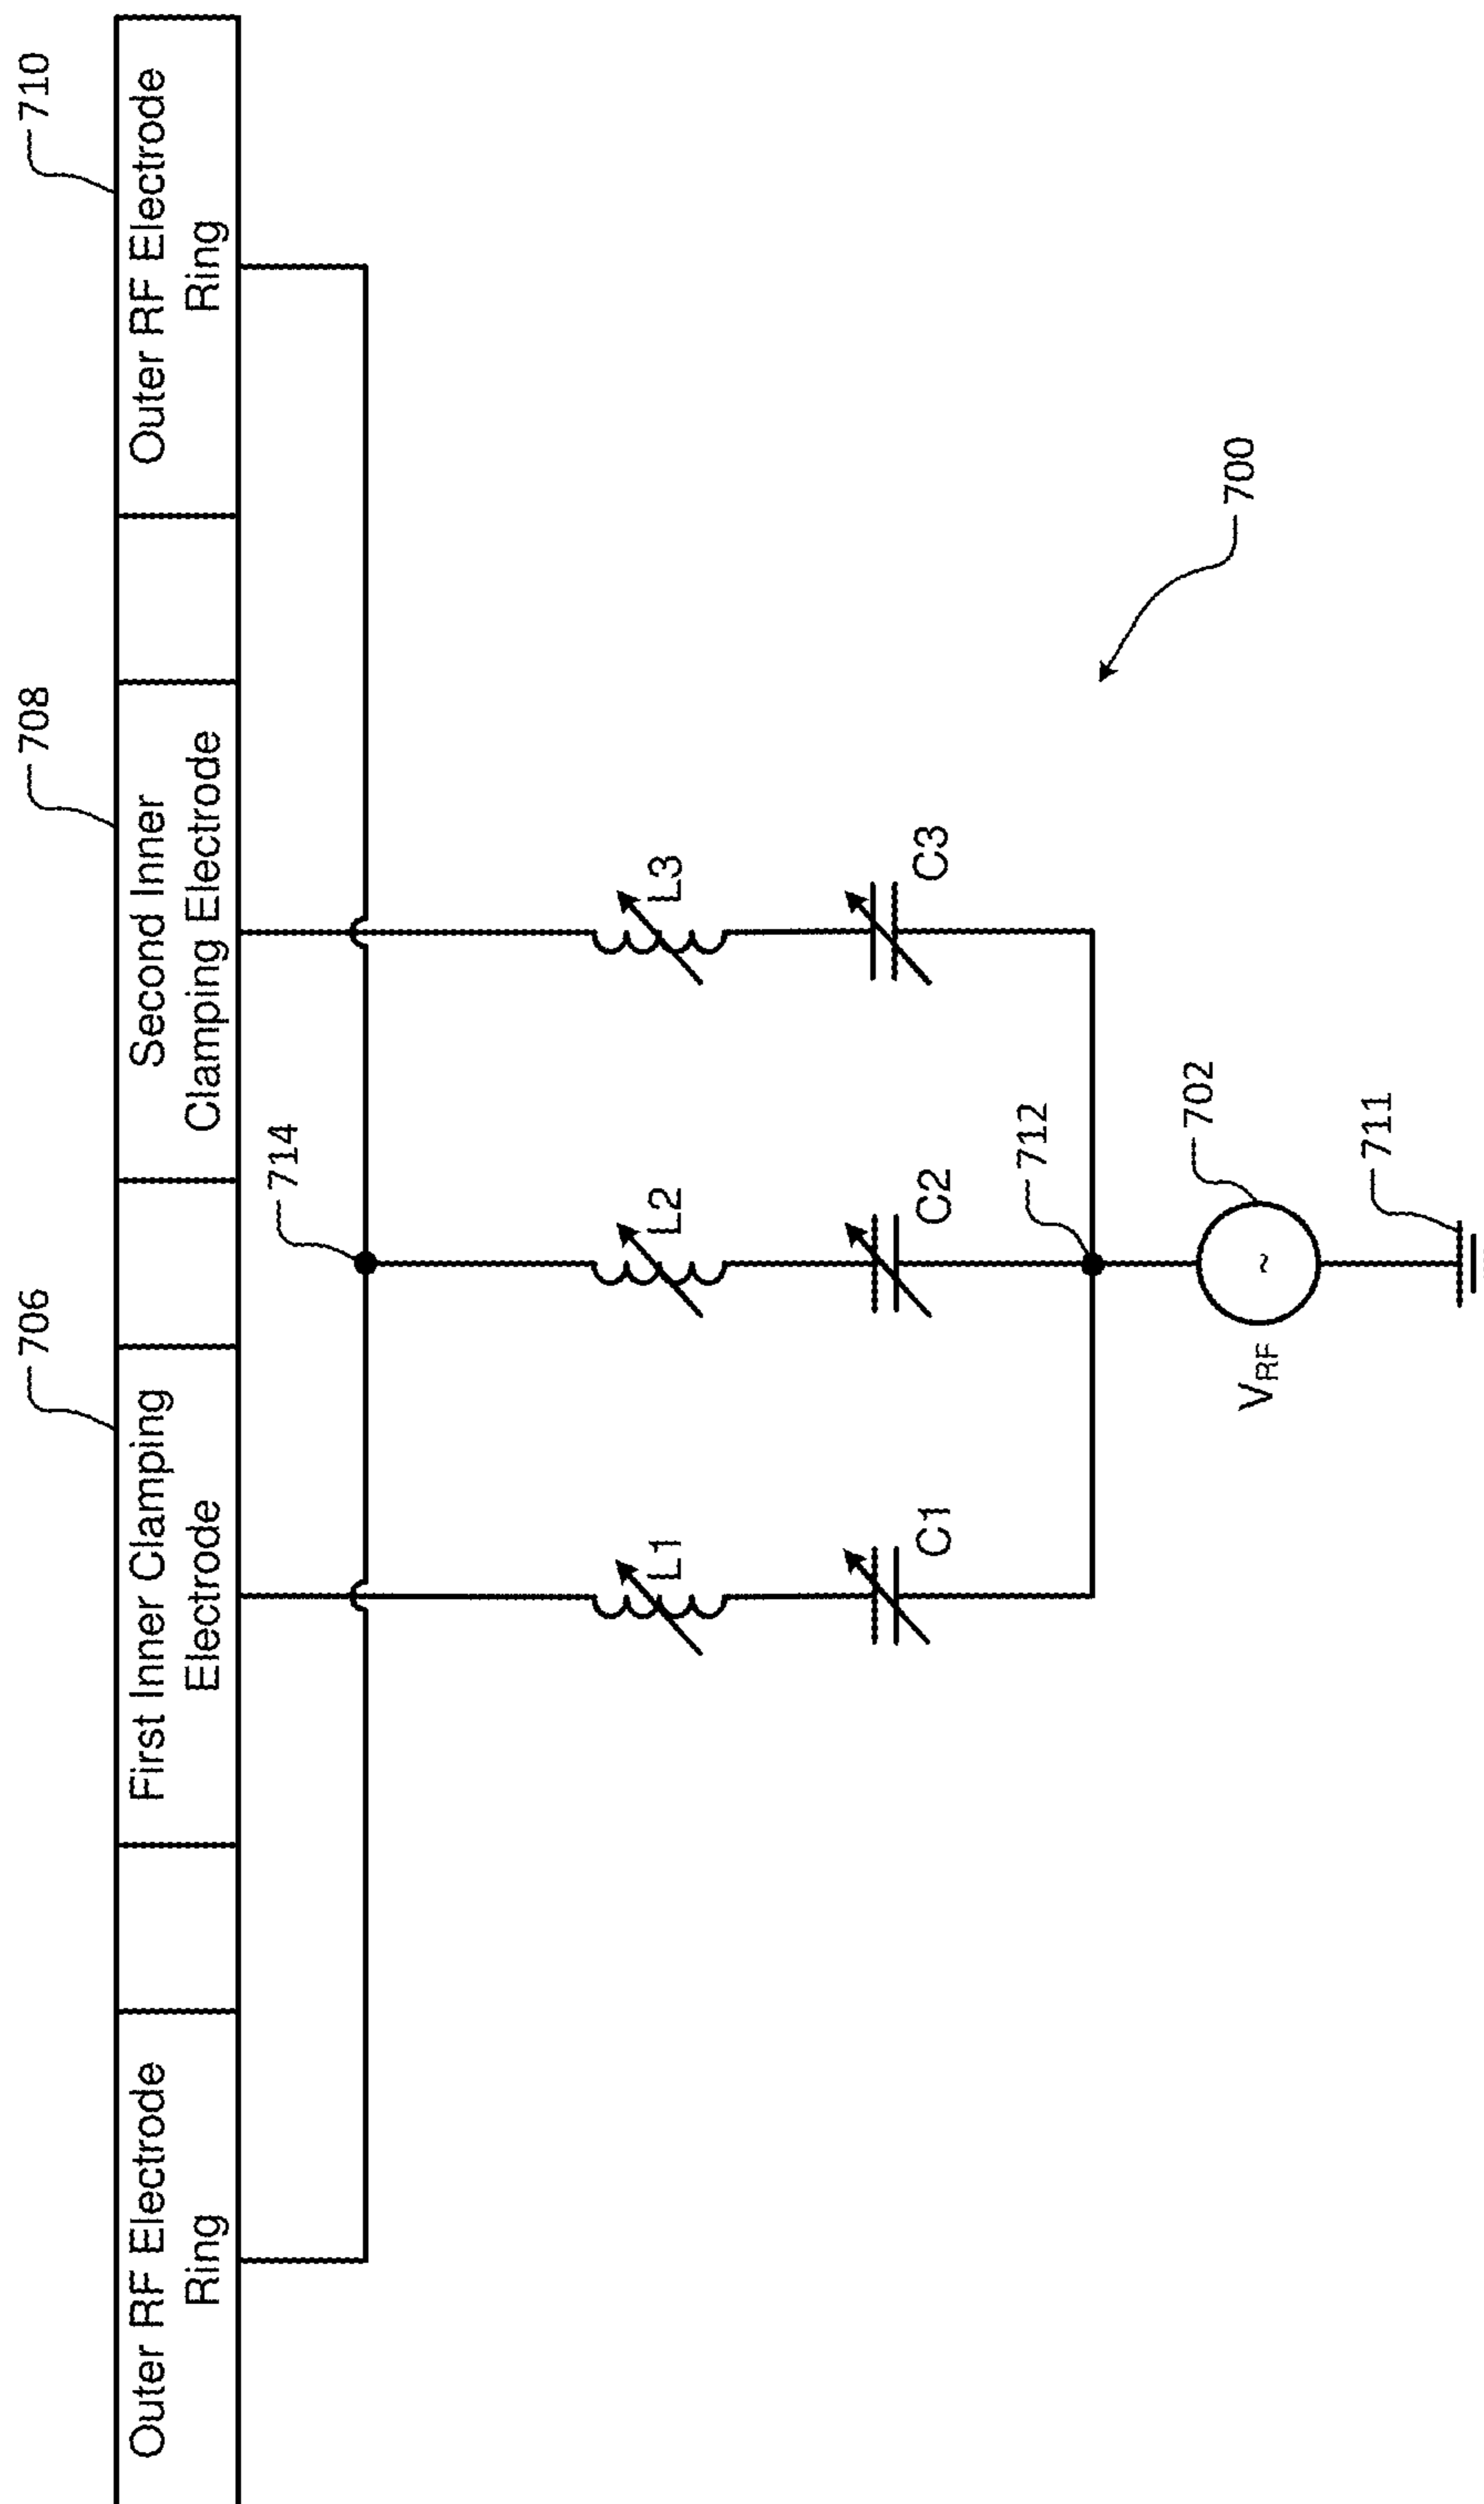 706
708
710
Outer RF Electrode
Ring
First Inner Clamping
Electrode
Second Inner
Clamping Electrode
Outer RF Electrode
Ring
714
L1
L2
L3
C1
C2
C3
712
700
702
VRF
~
711